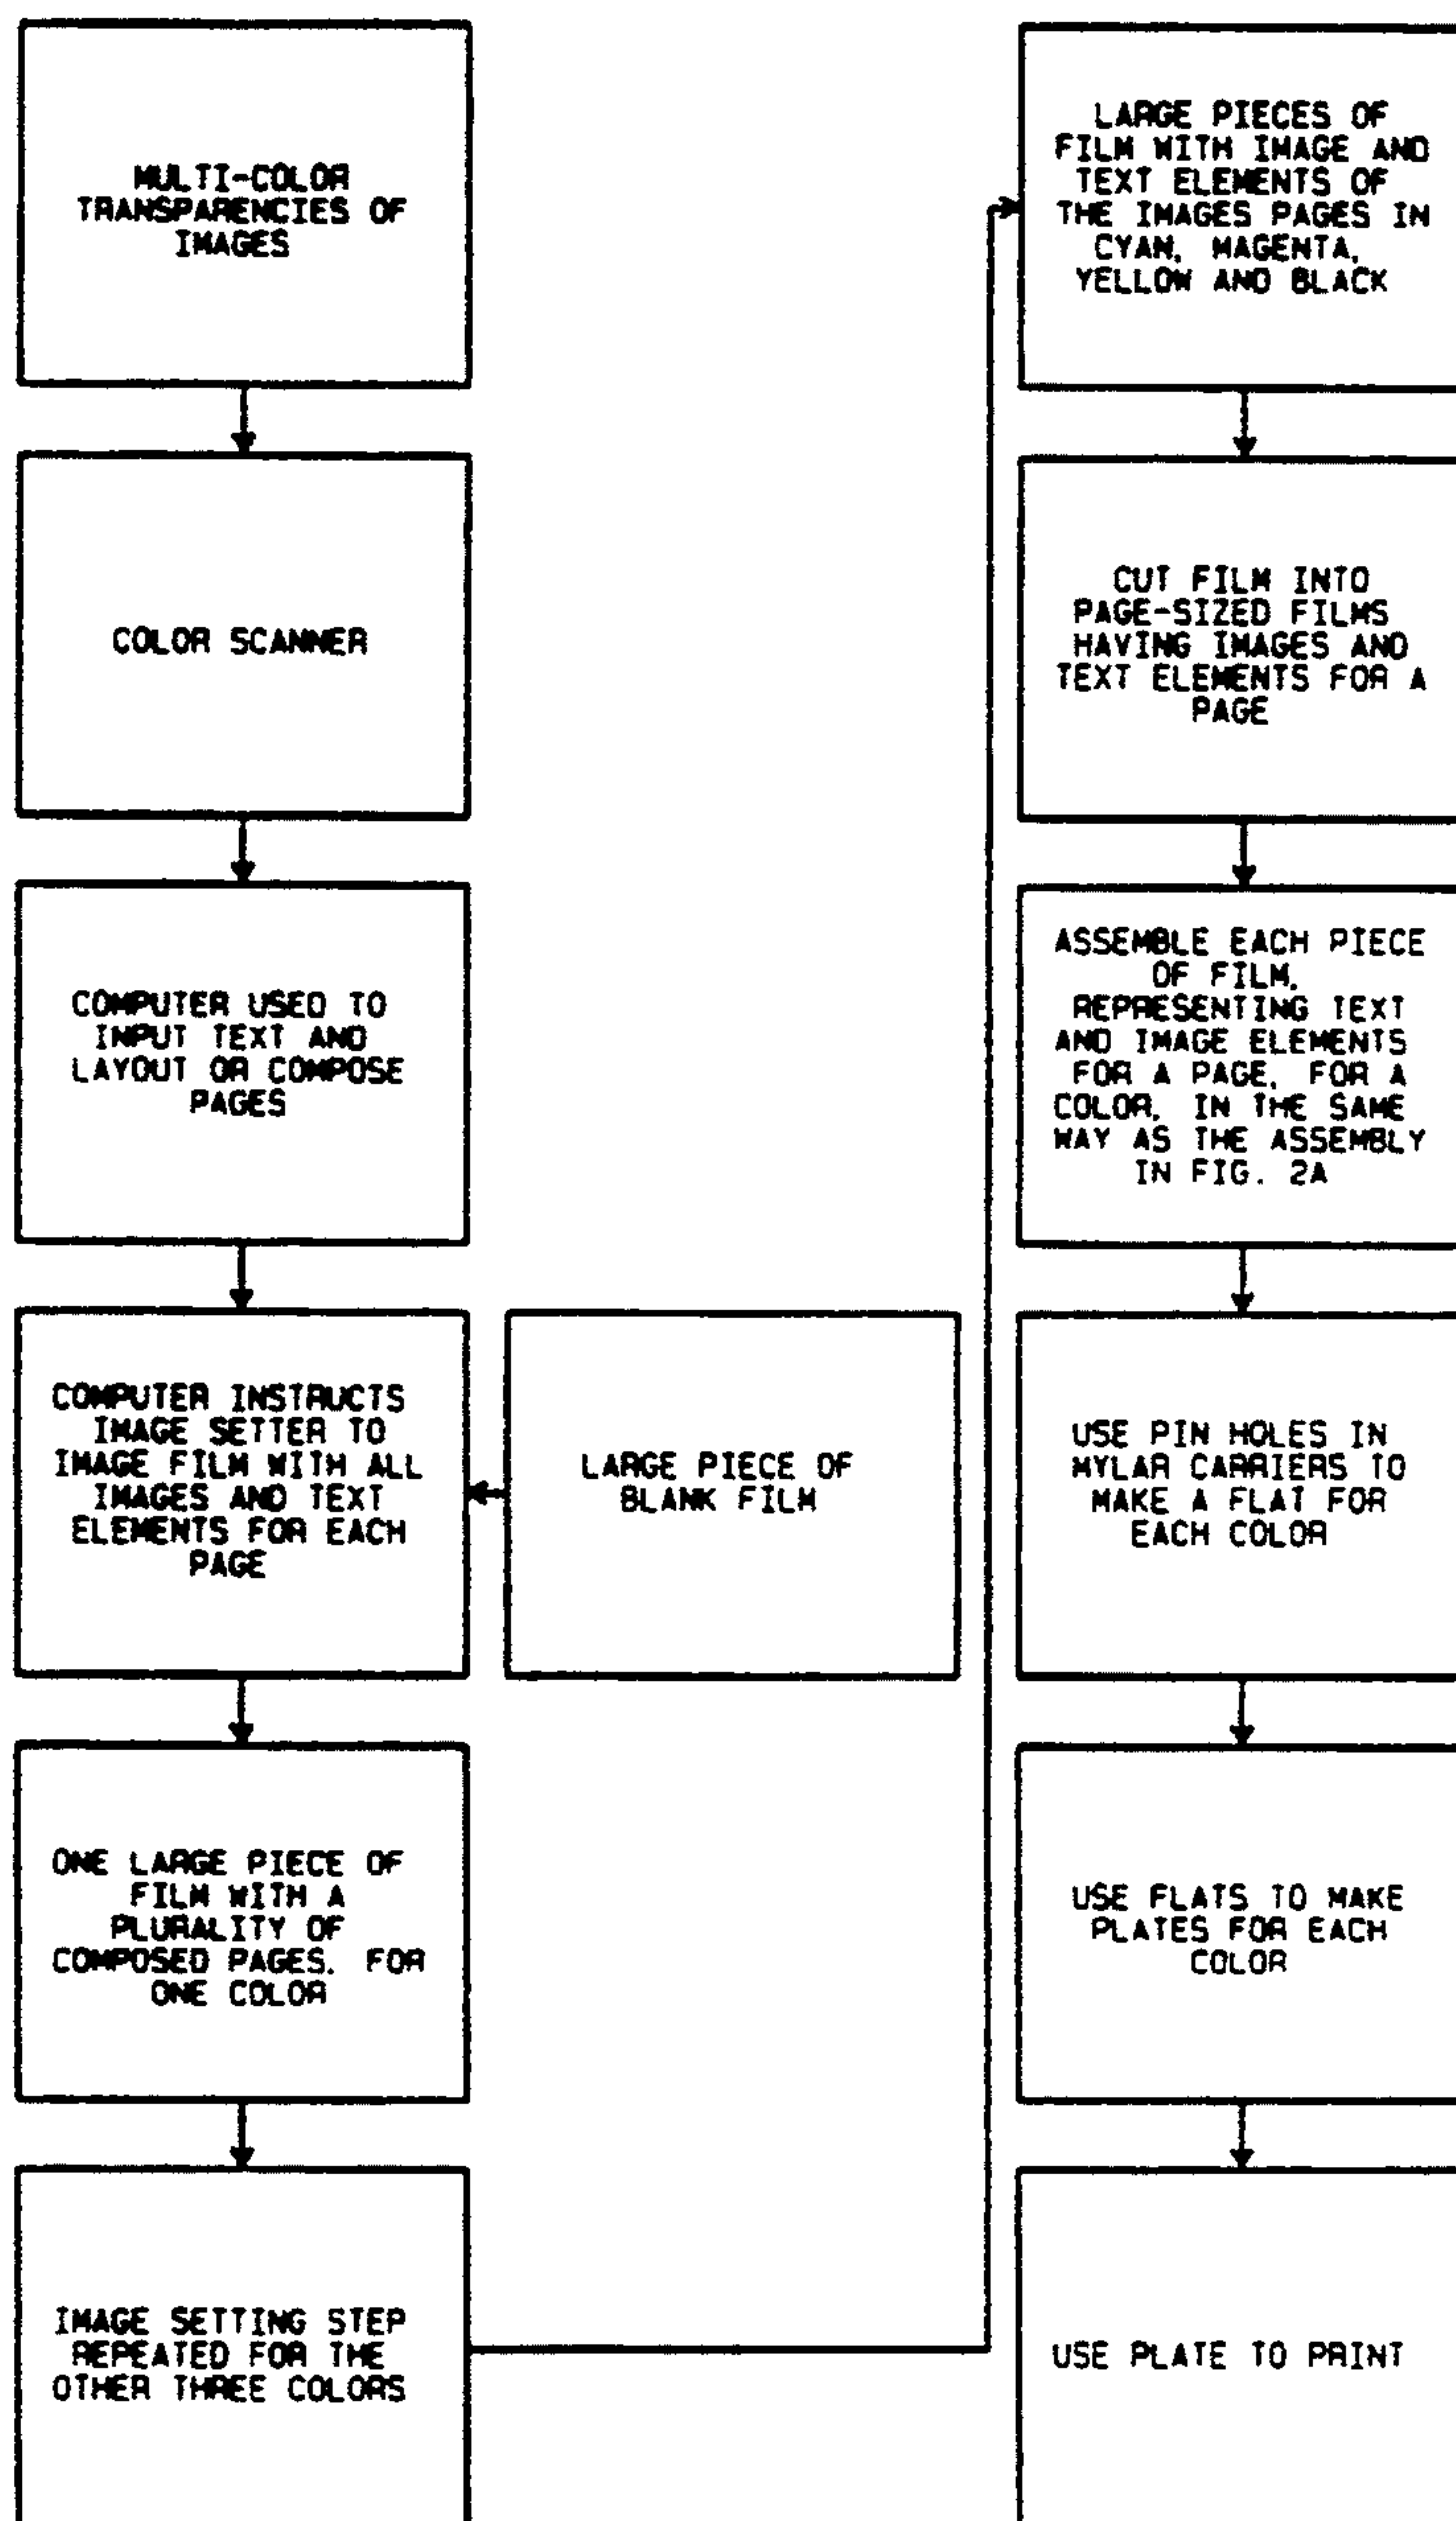 MULTI-COLOR
TRANSPARENCIES OF
IMAGES
COLOR SCANNER
COMPUTER USED TO
INPUT TEXT AND
LAYOUT OR COMPOSE
PAGES
COMPUTER INSTRUCTS
IMAGE SETTER TO
IMAGE FILM WITH ALL
IMAGES AND TEXT
ELEMENTS FOR EACH
PAGE
LARGE PIECE OF
BLANK FILM
ONE LARGE PIECE OF
FILM WITH A
PLURALITY OF
COMPOSED PAGES, FOR
ONE COLOR
IMAGE SETTING STEP
REPEATED FOR THE
OTHER THREE COLORS
LARGE PIECES OF
FILM WITH IMAGE AND
TEXT ELEMENTS OF
THE IMAGES PAGES IN
CYAN, MAGENTA,
YELLOW AND BLACK
CUT FILM INTO
PAGE-SIZED FILMS
HAVING IMAGES AND
TEXT ELEMENTS FOR A
PAGE
ASSEMBLE EACH PIECE
OF FILM,
REPRESENTING TEXT
AND IMAGE ELEMENTS
FOR A PAGE, FOR A
COLOR, IN THE SAME
WAY AS THE ASSEMBLY
IN FIG. 2A
USE PIN HOLES IN
MYLAR CARRIERS TO
MAKE A FLAT FOR
EACH COLOR
USE FLATS TO MAKE
PLATES FOR EACH
COLOR
USE PLATE TO PRINT